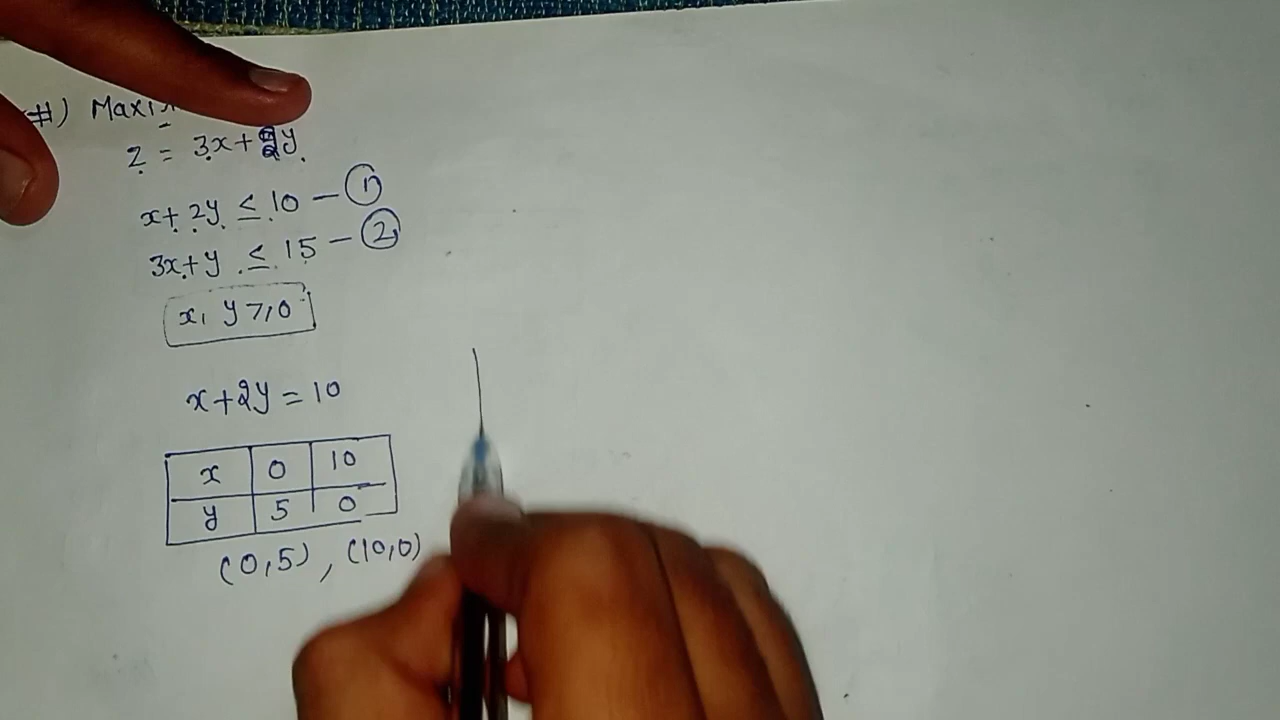 #) Maxi
Z = 3x+2y
x+2y ≤ 10 - ①
3x+y ≤ 15 - ②
x, y ≥ 0
x+2y = 10
x 0 10
y 5 0
(0,5), (10,0)